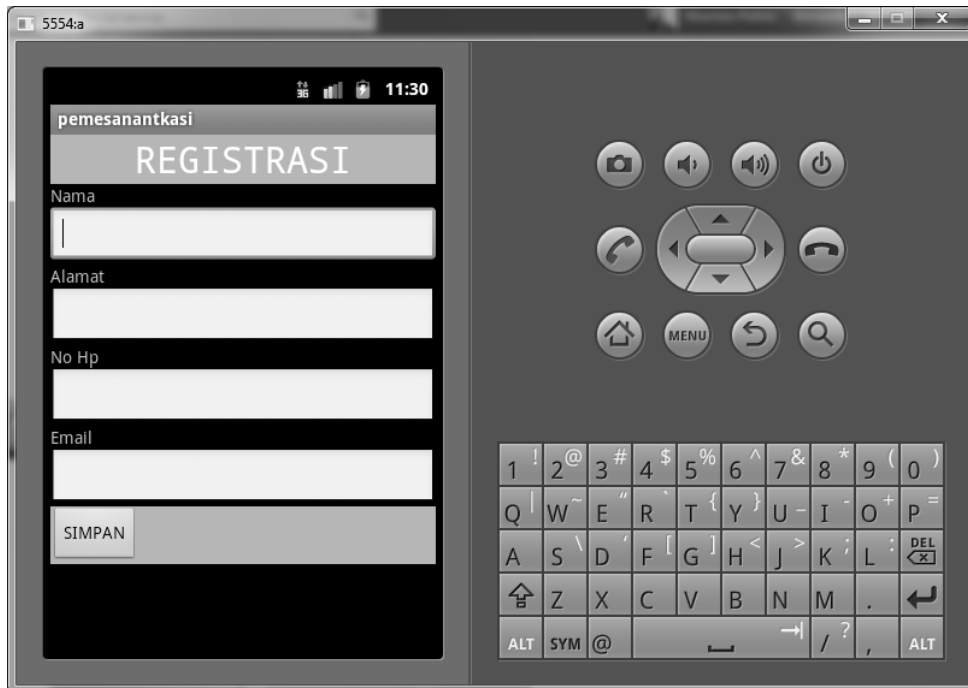 5554:a
3G 11:30
pemesanantkasi
REGISTRASI
Nama
Alamat
No Hp
Email
SIMPAN
MENU
1 ! 2 @ 3 # 4 $ 5 % 6 ^ 7 & 8 * 9 ( 0 )
Q | W ~ E " R ` T { Y } U _ I - O + P =
A S \ D ' F [ G ] H < J > K ; L : DEL
Z X C V B N M .
ALT SYM @ / ? , ALT